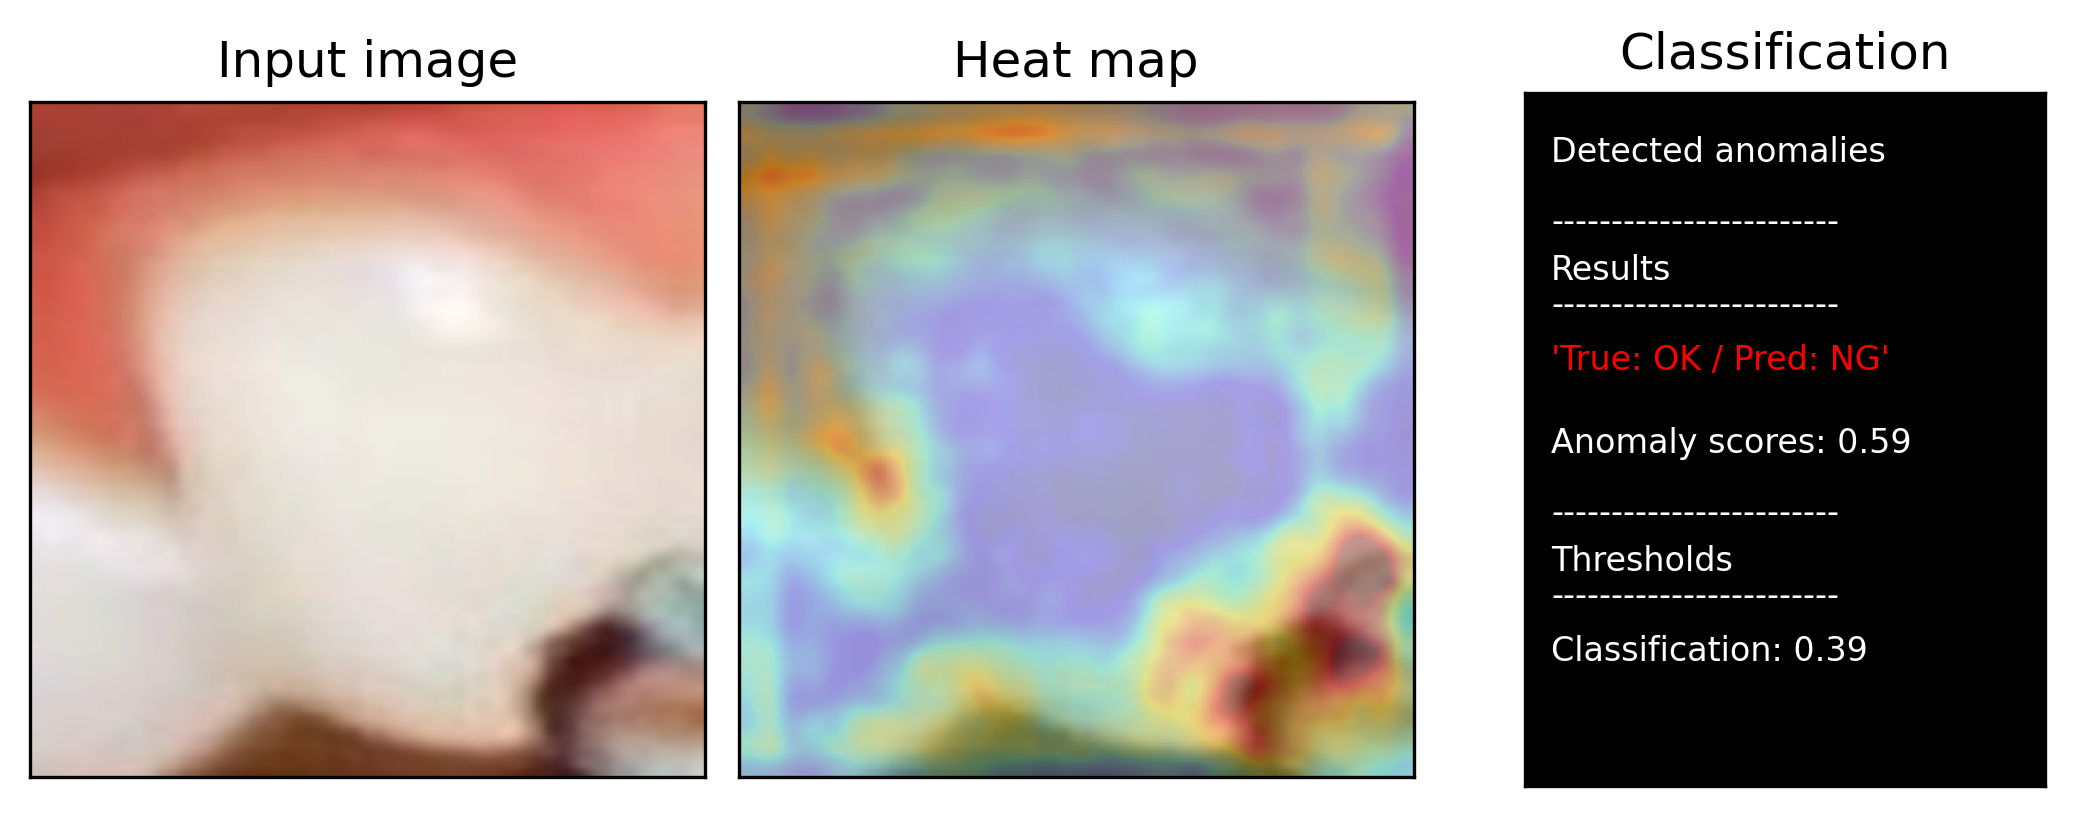 Input image
Heat map
Classification
Detected anomalies
------------------------
Results
------------------------
'True: OK / Pred: NG'
Anomaly scores: 0.59
------------------------
Thresholds
------------------------
Classification: 0.39